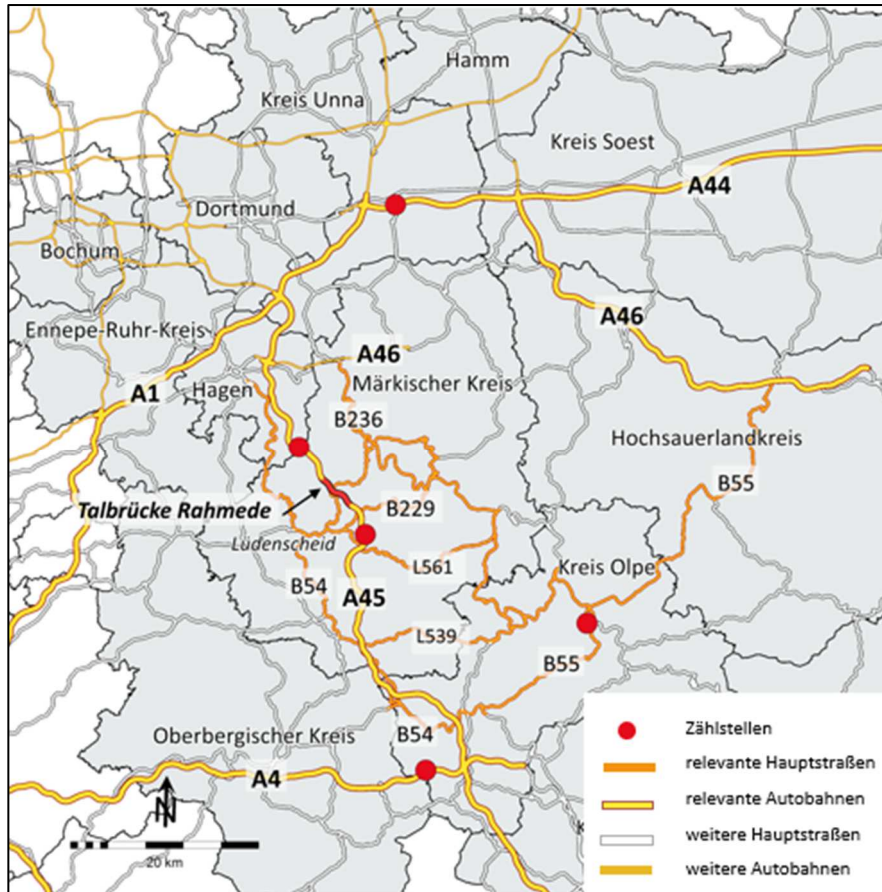 Hamm
Kreis Unna
Kreis Soest
A44
Dortmund
Bochum
A46
Ennepe-Ruhr-Kreis
A46
A1
Hagen
Märkischer Kreis
B236
Hochsauerlandkreis
B55
Talbrücke Rahmede
B229
Lüdenscheid
L561
Kreis Olpe
B54
A45
L539
B55
Oberbergischer Kreis
B54
A4
N
20 km
Zählstellen
relevante Hauptstraßen
relevante Autobahnen
weitere Hauptstraßen
weitere Autobahnen